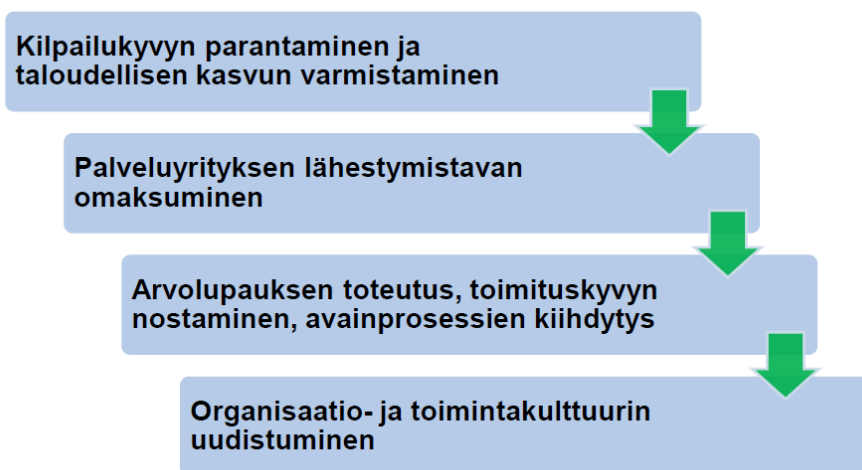 Kilpailukyvyn parantaminen ja
taloudellisen kasvun varmistaminen
Palveluyrityksen lähestymistavan
omaksuminen
Arvolupauksen toteutus, toimituskyvyn
nostaminen, avainprosessien kiihdytys
Organisaatio- ja toimintakulttuurin
uudistuminen